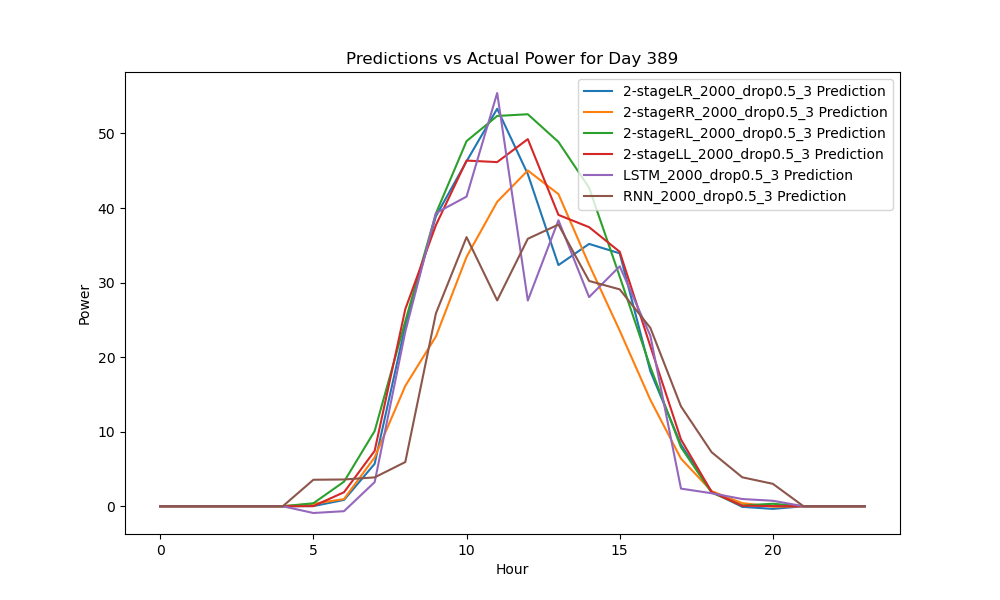 Predictions vs Actual Power for Day 389
2-stageLR_2000_drop0.5_3 Prediction
2-stageRR_2000_drop0.5_3 Prediction
2-stageRL_2000_drop0.5_3 Prediction
2-stageLL_2000_drop0.5_3 Prediction
LSTM_2000_drop0.5_3 Prediction
RNN_2000_drop0.5_3 Prediction
50
40
30
20
10
0
Power
0 5 10 15 20
Hour